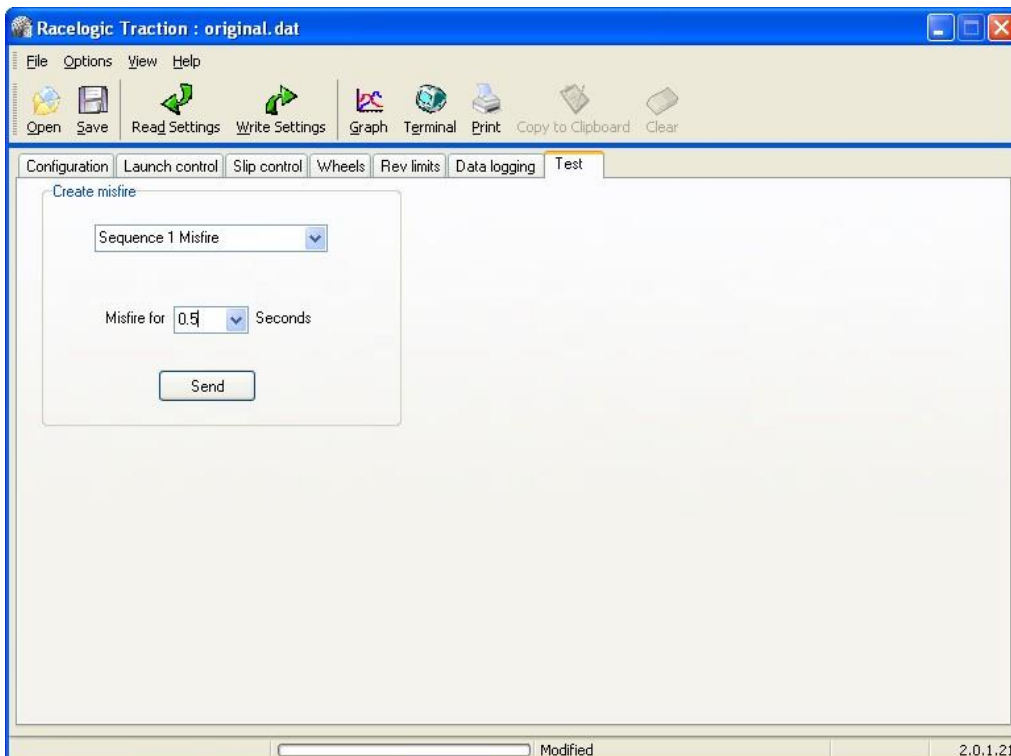 Racelogic Traction : original.dat
File Options View Help
Open Save Read Settings Write Settings Graph Terminal Print Copy to Clipboard Clear
Configuration Launch control Slip control Wheels Rev limits Data logging Test
Create misfire
Sequence 1 Misfire
Misfire for 0.5 Seconds
Send
Modified 2.0.1.21